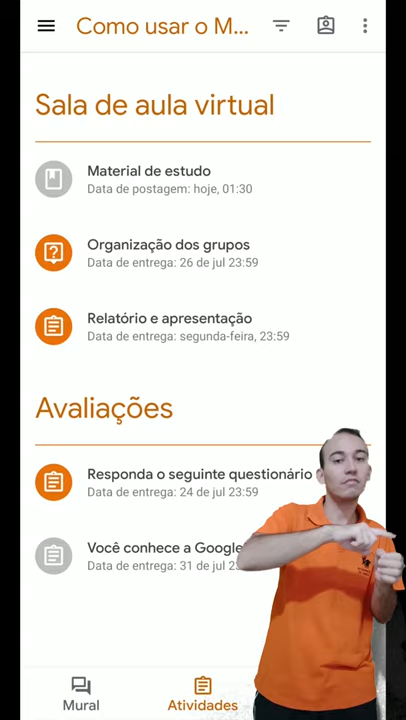 Como usar o M...
Sala de aula virtual
Material de estudo
Data de postagem: hoje, 01:30
Organização dos grupos
Data de entrega: 26 de jul 23:59
Relatório e apresentação
Data de entrega: segunda-feira, 23:59
Avaliações
Responda o seguinte questionário
Data de entrega: 24 de jul 23:59
Você conhece a Google
Data de entrega: 31 de jul
Mural
Atividades